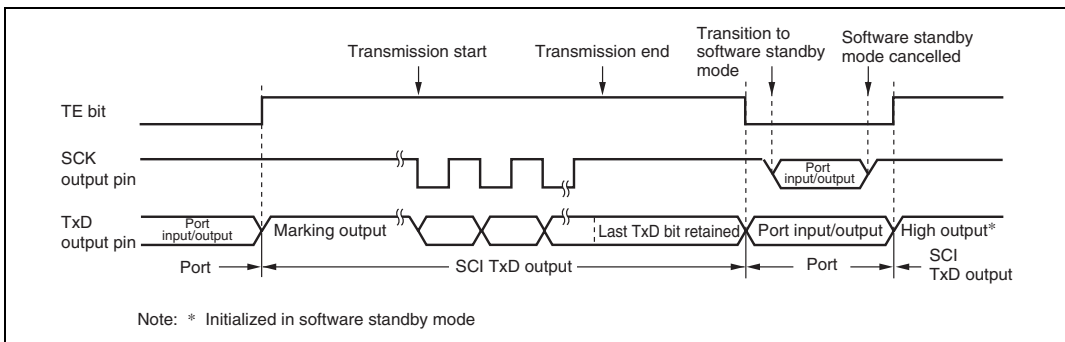 Transmission start
Transmission end
Transition to
software standby
mode
Software standby
mode cancelled
TE bit
SCK
output pin
Port
input/output
TxD
output pin
Port
input/output
Marking output
Last TxD bit retained
Port input/output
High output*
Port
SCI TxD output
Port
SCI
TxD output
Note: * Initialized in software standby mode